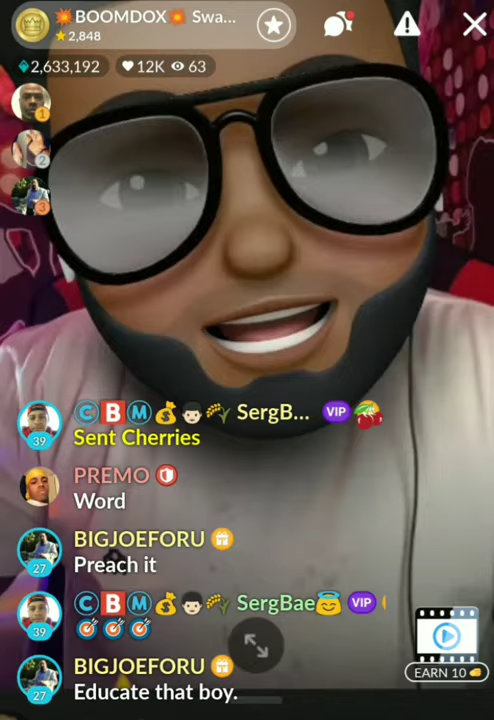 💥BOOMDOX💥 Swa...
⭐2,848
2,633,192 12K 63
1
2
3
🅒 🅱 Ⓜ 💰👨🏻‍🌾 SergB... VIP 🍒
39
Sent Cherries
PREMO
Word
BIGJOEFORU
27
Preach it
🅒 🅱 Ⓜ 💰👨🏻‍🌾 SergBae😇 VIP
39
🎯🎯🎯
BIGJOEFORU
27
Educate that boy.
EARN 10